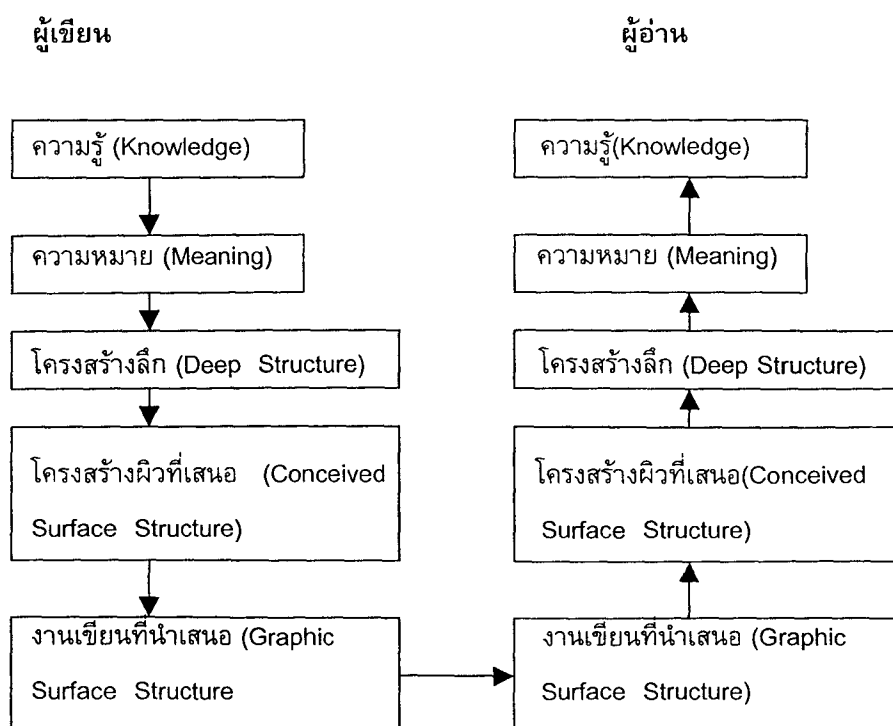 ผู้เขียน
ผู้อ่าน
ความรู้ (Knowledge)
ความรู้(Knowledge)
ความหมาย (Meaning)
ความหมาย (Meaning)
โครงสร้างลึก (Deep Structure)
โครงสร้างลึก (Deep Structure)
โครงสร้างผิวที่เสนอ (Conceived
Surface Structure)
โครงสร้างผิวที่เสนอ(Conceived
Surface Structure)
งานเขียนที่นำเสนอ (Graphic
Surface Structure
งานเขียนที่นำเสนอ (Graphic
Surface Structure)